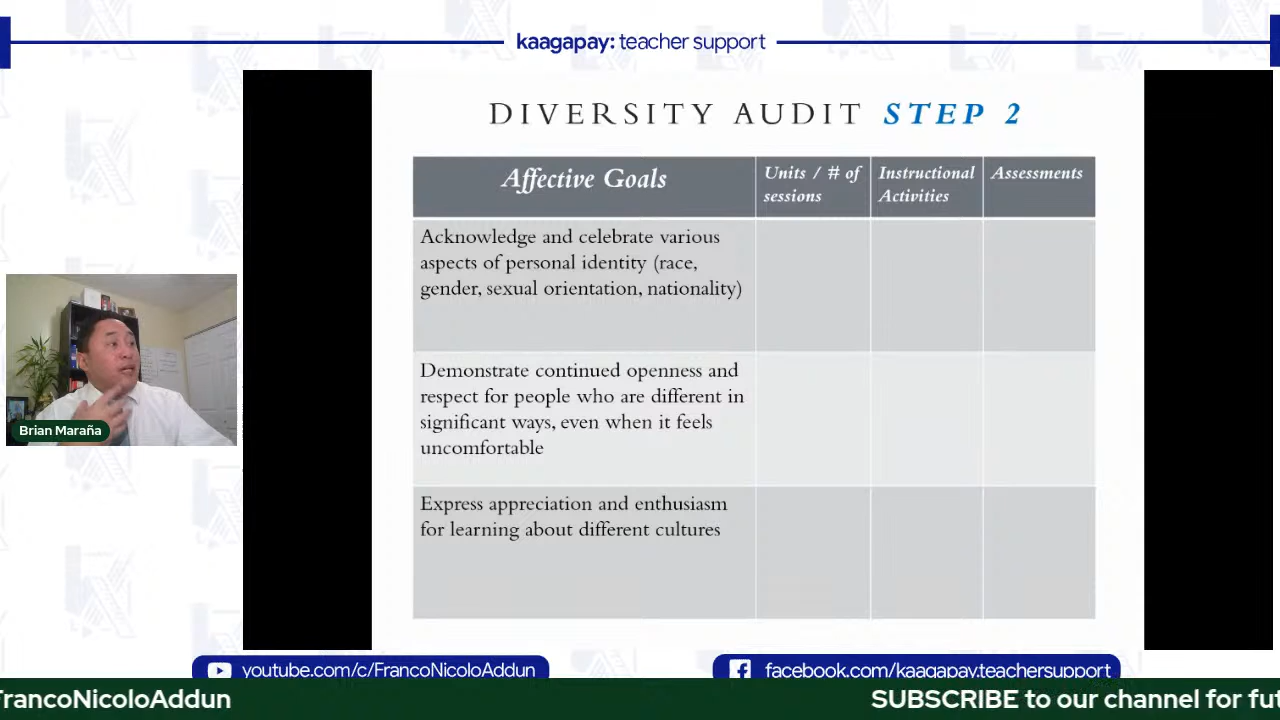 kaagapay: teacher support
DIVERSITY AUDIT STEP 2
Affective Goals
Units / # of
sessions
Instructional
Activities
Assessments
Acknowledge and celebrate various
aspects of personal identity (race,
gender, sexual orientation, nationality)
Demonstrate continued openness and
respect for people who are different in
significant ways, even when it feels
uncomfortable
Express appreciation and enthusiasm
for learning about different cultures
Brian Maraña
youtube.com/c/FrancoNicoloAddun
facebook.com/kaagapay.teachersupport
FrancoNicoloAddun
SUBSCRIBE to our channel for fut